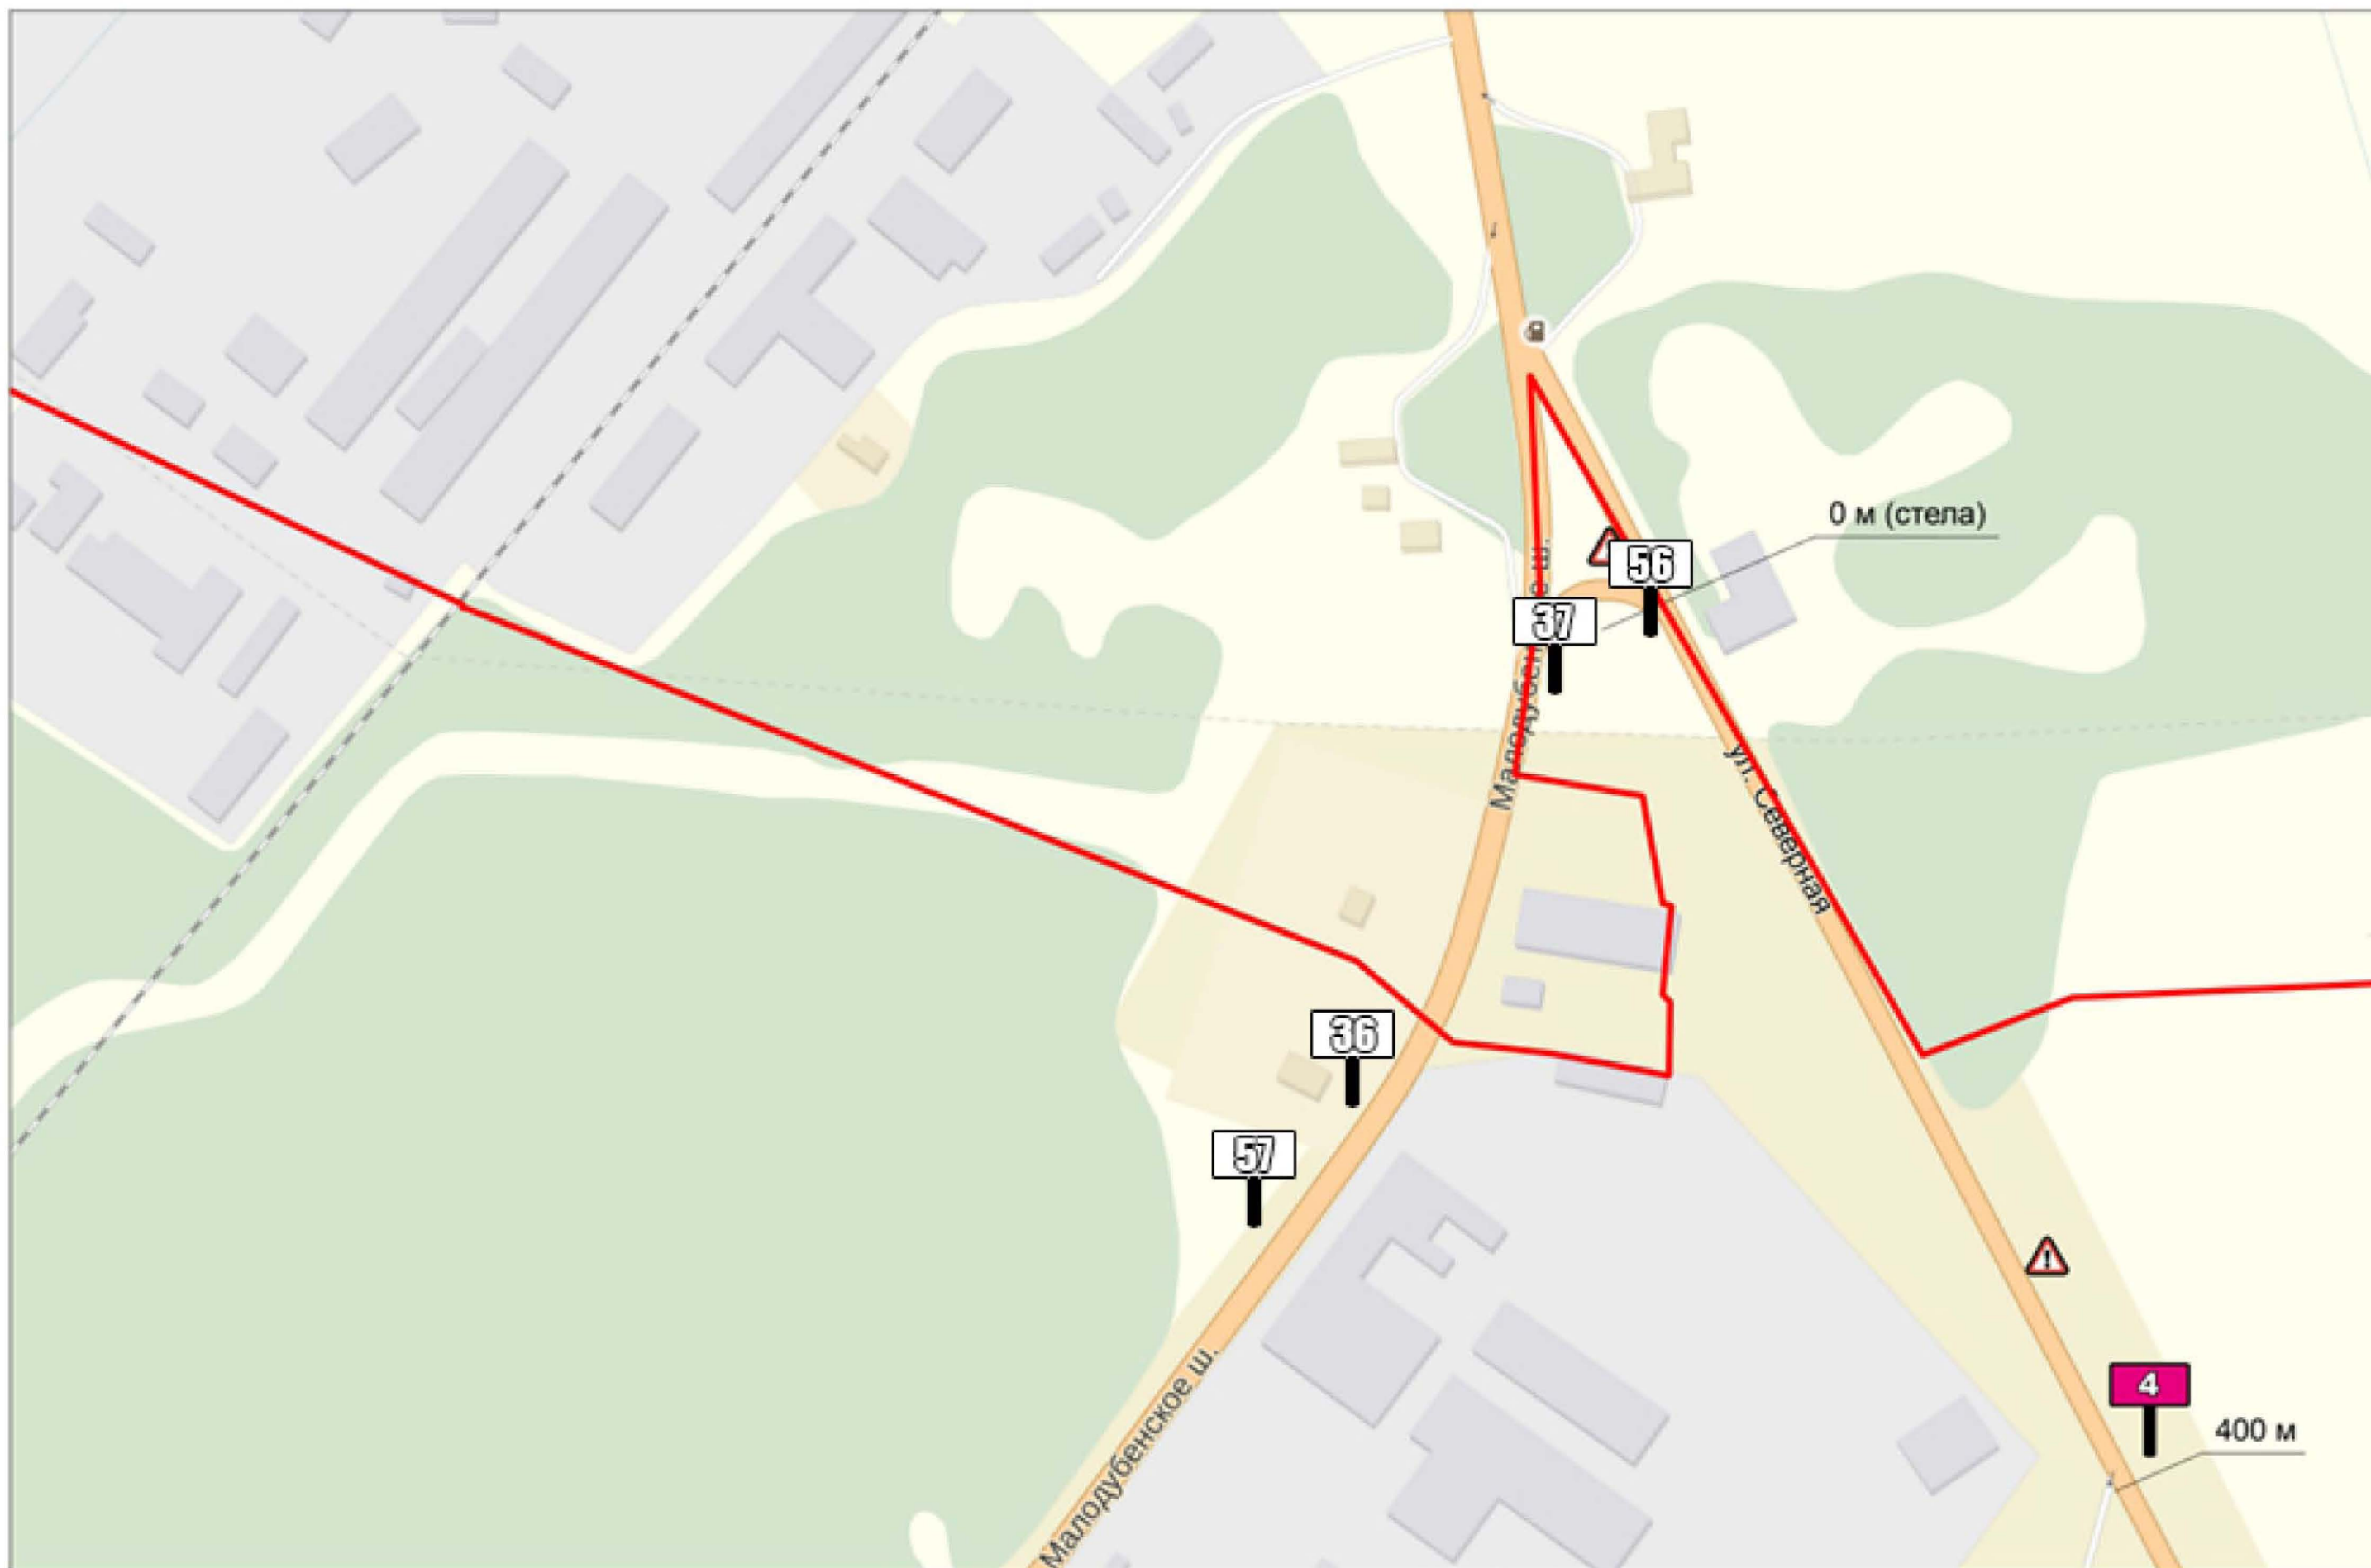 0 м (стела)
56
37
Малодубенское ш.
ул. Северная
36
57
4
400 м
Малодубенское ш.